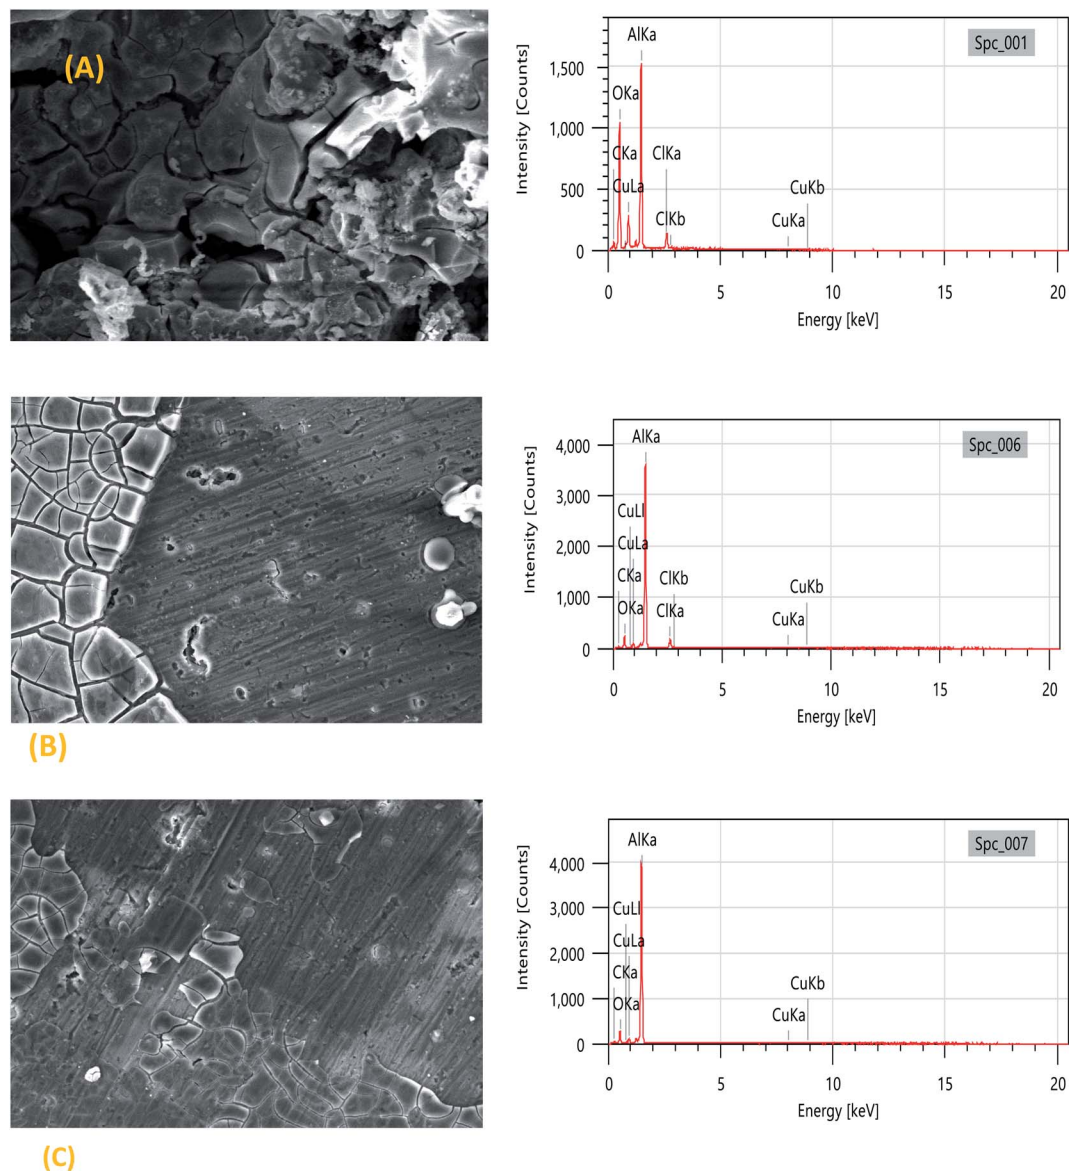 (A)
Spc_001
AlKa
OKa
CKa
ClKa
CuLa
CuKb
ClKb
CuKa
1,500
1,000
500
0
Intensity [Counts]
0 5 10 15 20
Energy [keV]
(B)
Spc_006
AlKa
CuLl
CuLa
CKa
ClKb
CuKb
OKa
ClKa
CuKa
4,000
3,000
2,000
1,000
0
Intensity [Counts]
0 5 10 15 20
Energy [keV]
(C)
Spc_007
AlKa
CuLl
CuLa
CKa
CuKb
OKa
CuKa
4,000
3,000
2,000
1,000
0
Intensity [Counts]
0 5 10 15 20
Energy [keV]